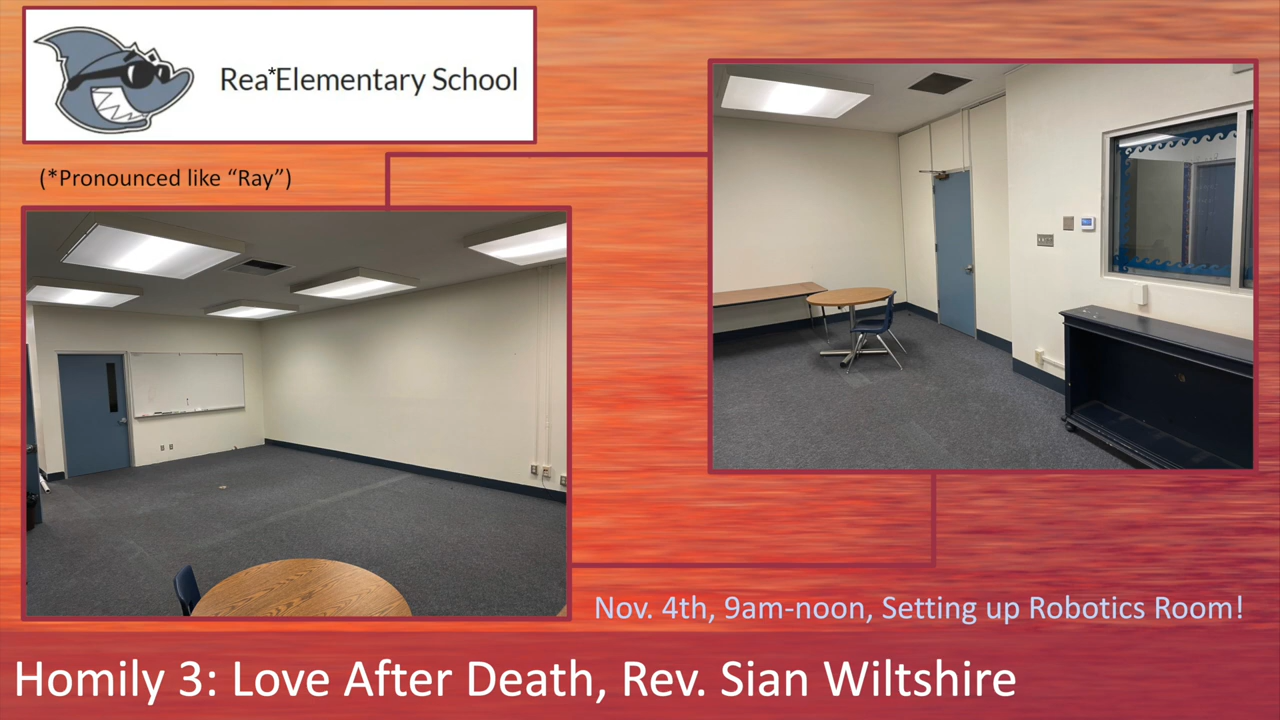 Rea*Elementary School
(*Pronounced like “Ray”)
Nov. 4th, 9am-noon, Setting up Robotics Room!
Homily 3: Love After Death, Rev. Sian Wiltshire